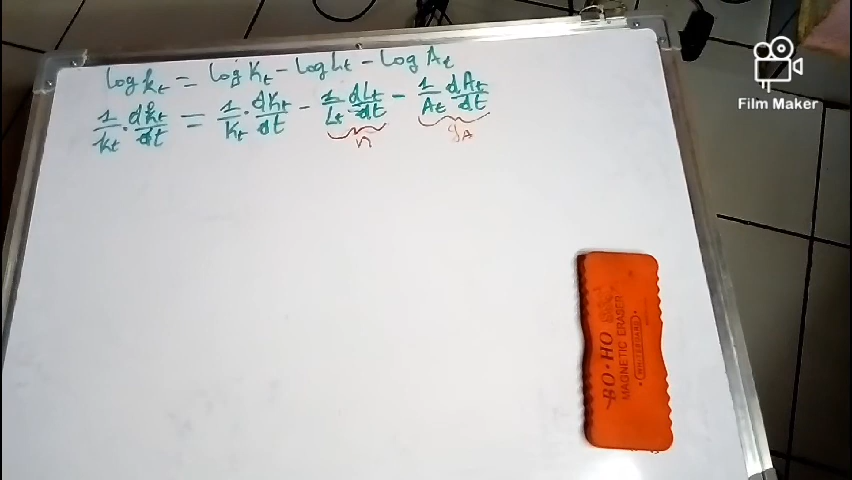 log k_t = log K_t - log L_t - log A_t
1/k_t · dk_t/dt = 1/K_t · dK_t/dt - 1/L_t dL_t/dt - 1/A_t dA_t/dt
n g_A
Film Maker
BO·HO
MAGNETIC ERASER
WHITEBOARD